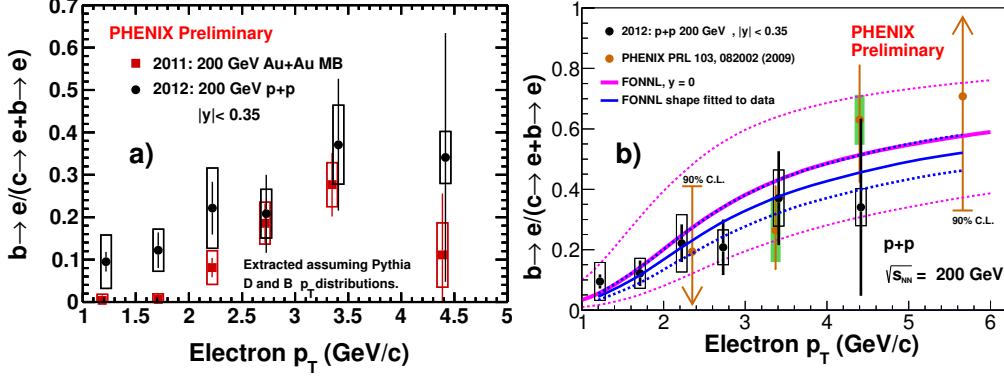 b→ e/(c→ e+b→ e)
0.7
0.6
0.5
0.4
0.3
0.2
0.1
0
PHENIX Preliminary
2011: 200 GeV Au+Au MB
2012: 200 GeV p+p
|y|< 0.35
a)
Extracted assuming Pythia
D and B p_T distributions.
1 1.5 2 2.5 3 3.5 4 4.5 5
Electron p_T (GeV/c)
b→ e/(c→ e+b→ e)
1
0.8
0.6
0.4
0.2
0
2012: p+p 200 GeV , |y| < 0.35
PHENIX PRL 103, 082002 (2009)
FONNL, y = 0
FONNL shape fitted to data
PHENIX
Preliminary
b)
90% C.L.
90% C.L.
p+p
√s_NN = 200 GeV
1 2 3 4 5 6
Electron p_T (GeV/c)